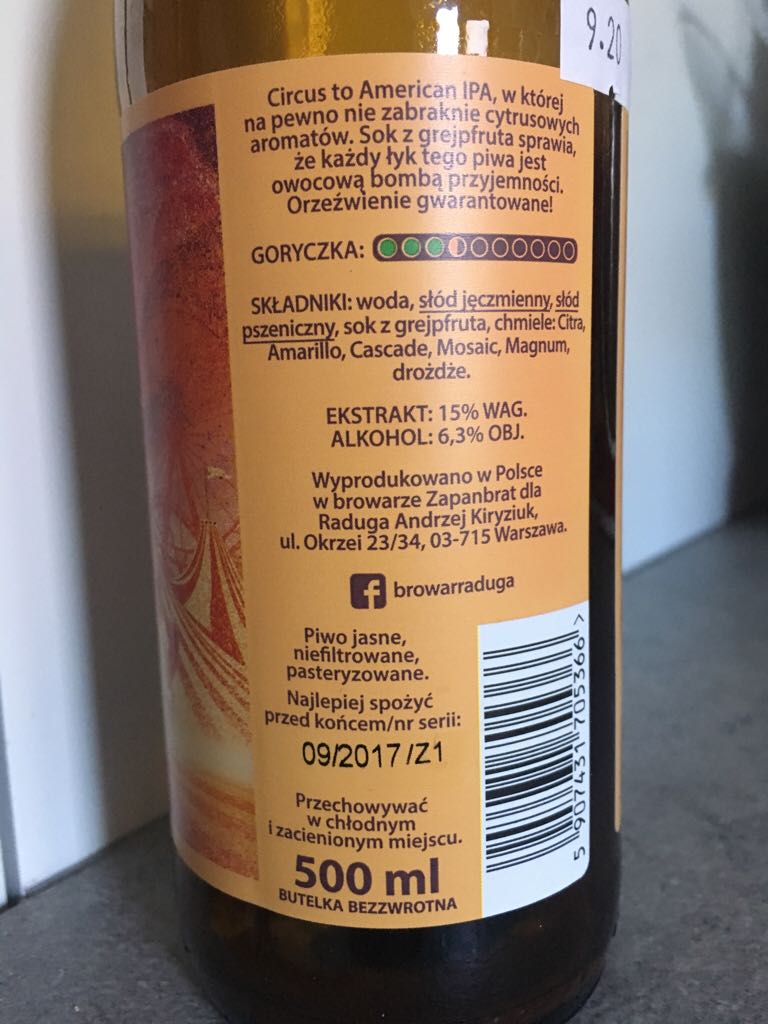 9.20
Circus to American IPA, w której
na pewno nie zabraknie cytrusowych
aromatów. Sok z grejpfruta sprawia,
że każdy łyk tego piwa jest
owocową bombą przyjemności.
Orzeźwienie gwarantowane!
GORYCZKA:
SKŁADNIKI: woda, słód jęczmienny, słód
pszeniczny, sok z grejpfruta, chmiele: Citra,
Amarillo, Cascade, Mosaic, Magnum,
drożdże.
EKSTRAKT: 15% WAG.
ALKOHOL: 6,3% OBJ.
Wyprodukowano w Polsce
w browarze Zapanbrat dla
Raduga Andrzej Kiryziuk,
ul. Okrzei 23/34, 03-715 Warszawa.
f browarraduga
Piwo jasne,
niefiltrowane,
pasteryzowane.
Najlepiej spożyć
przed końcem/nr serii:
09/2017/Z1
Przechowywać
w chłodnym
i zacienionym miejscu.
500 ml
BUTELKA BEZZWROTNA
5 907431 705366 >